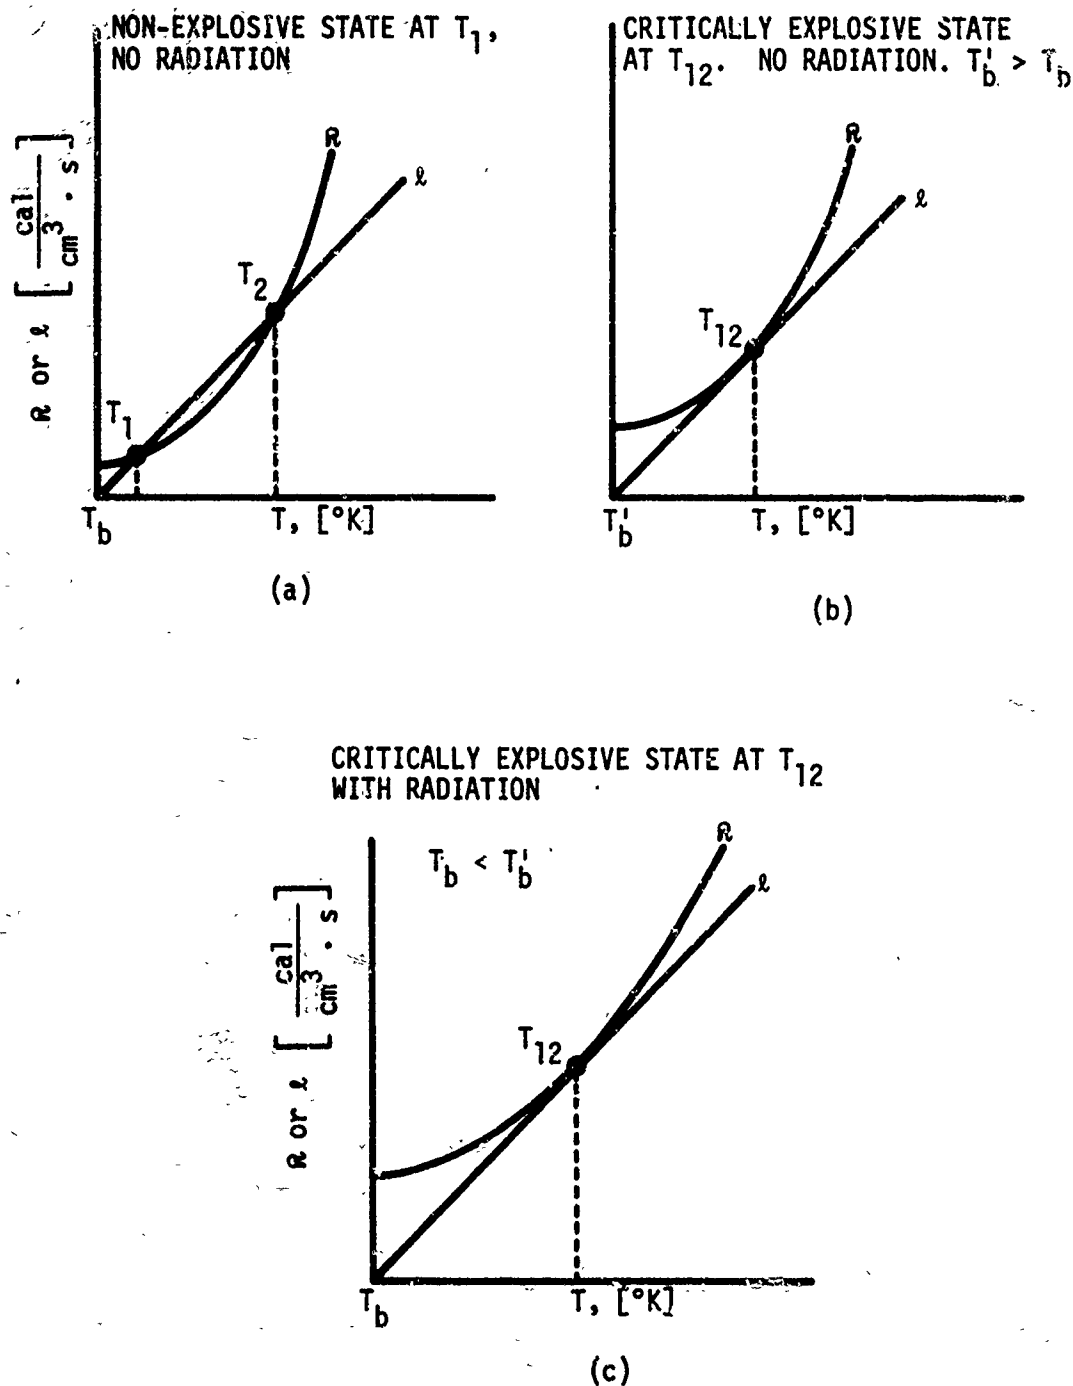 NON-EXPLOSIVE STATE AT T1,
NO RADIATION
R or ℓ [cal/cm3 · s]
R
ℓ
T2
T1
Tb
T, [°K]
(a)
CRITICALLY EXPLOSIVE STATE
AT T12. NO RADIATION. T'b > Tb
R
ℓ
T12
T'b
T, [°K]
(b)
CRITICALLY EXPLOSIVE STATE AT T12
WITH RADIATION
Tb < T'b
R or ℓ [cal/cm3 · s]
R
ℓ
T12
Tb
T, [°K]
(c)